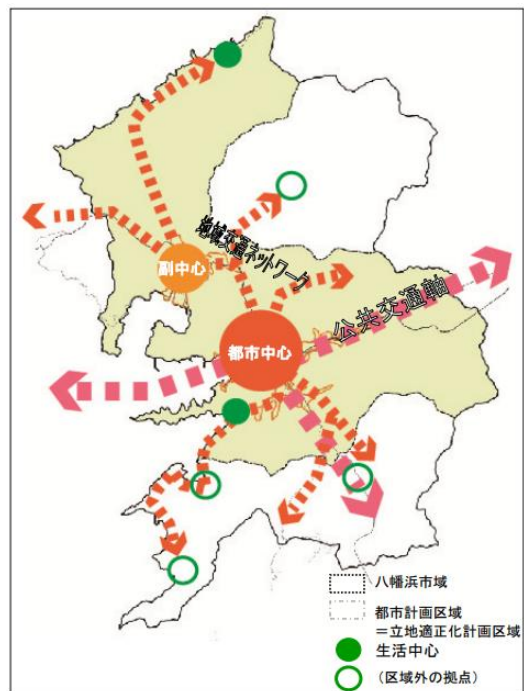 副中心
地域交通ネットワーク
公共交通軸
都市中心
八幡浜市域
都市計画区域
=立地適正化計画区域
生活中心
(区域外の拠点)